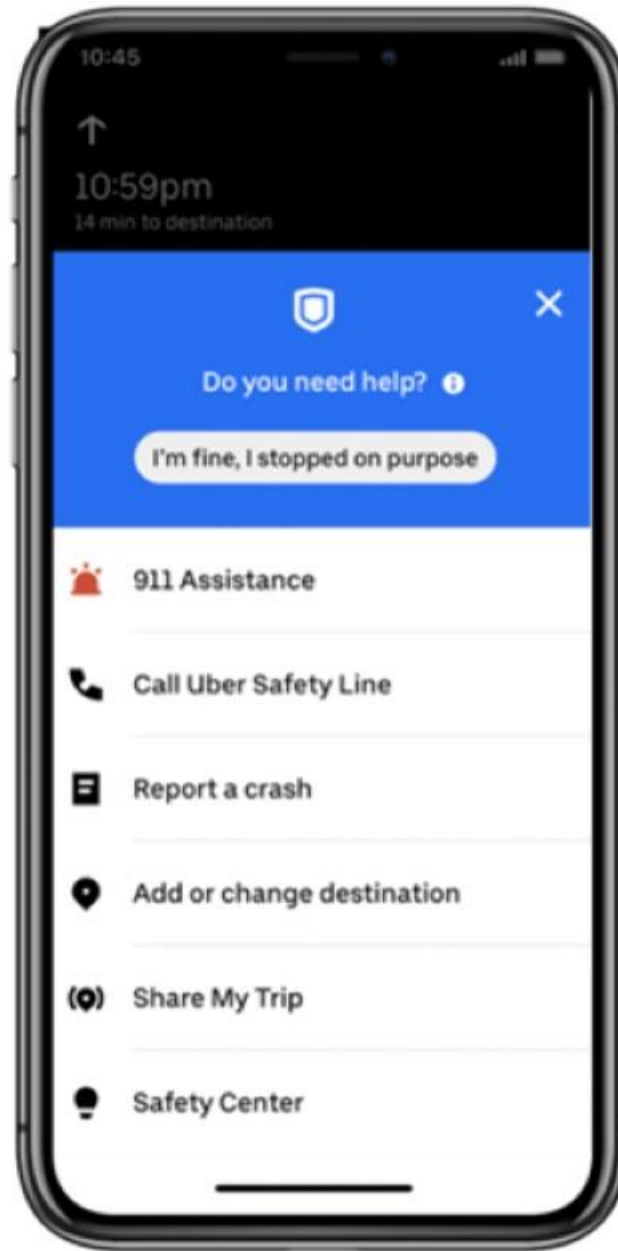 10:45
10:59pm
14 min to destination
Do you need help?
I'm fine, I stopped on purpose
911 Assistance
Call Uber Safety Line
Report a crash
Add or change destination
Share My Trip
Safety Center